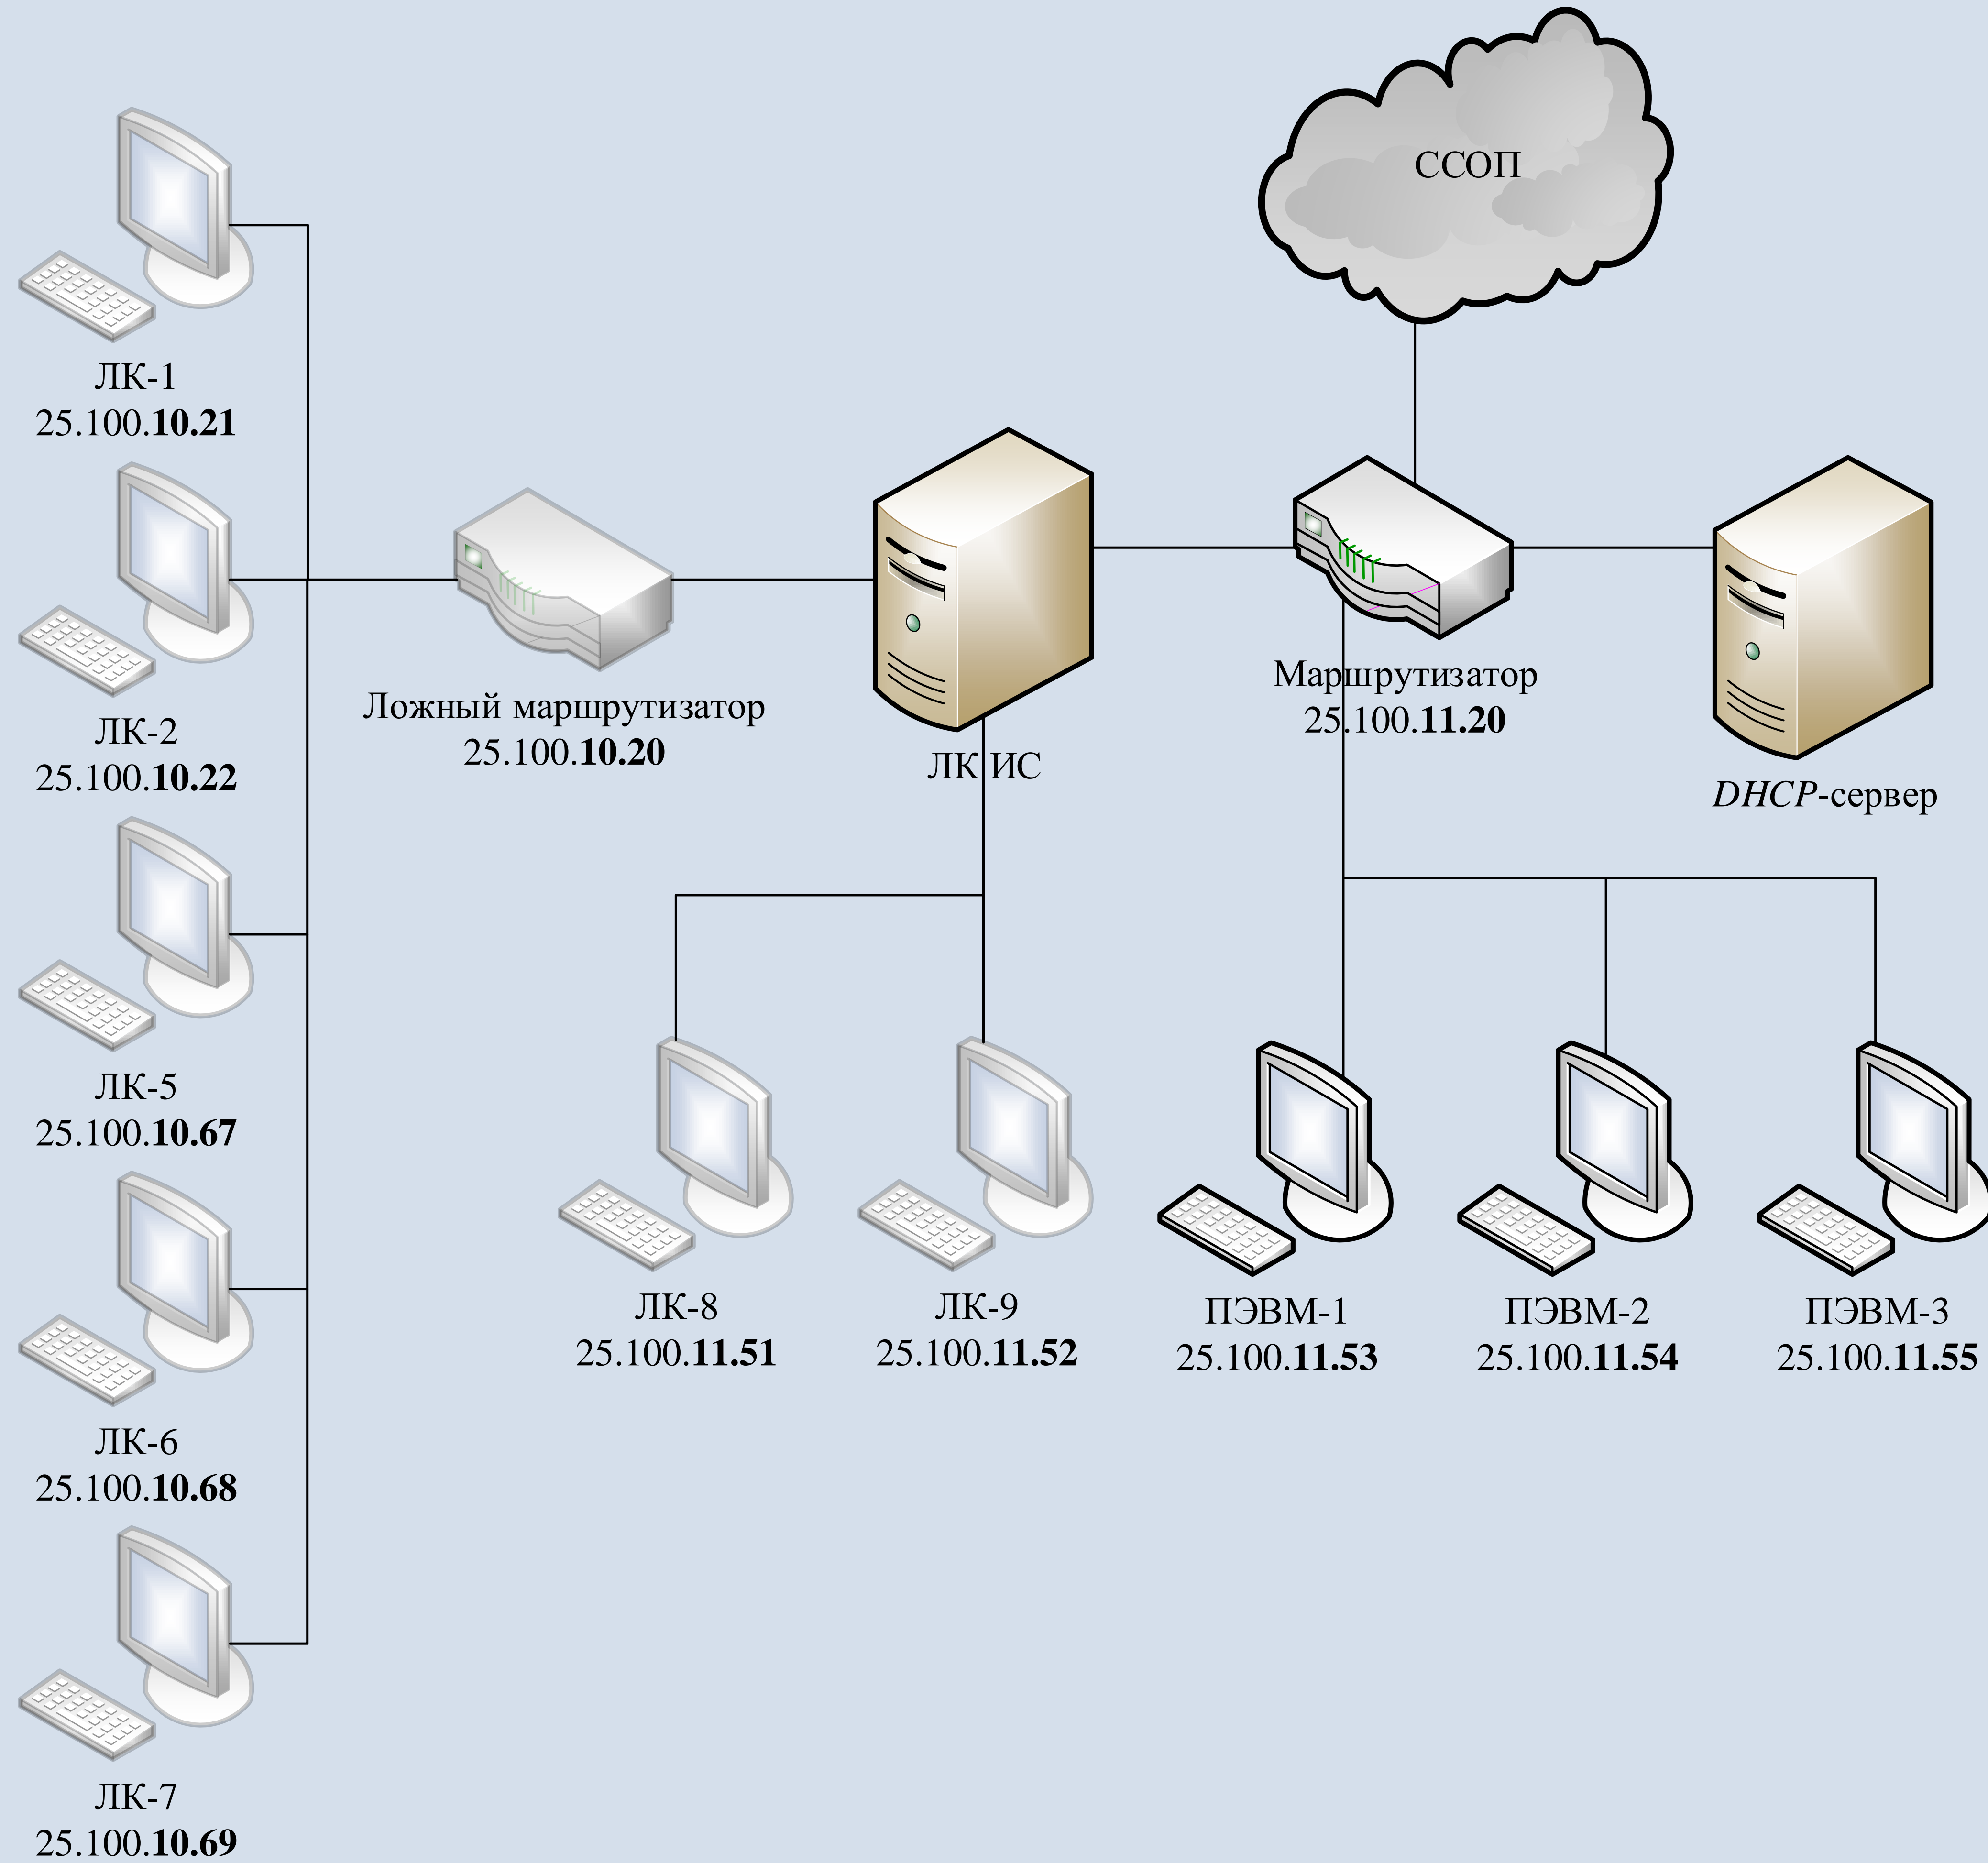 ССОП
ЛК-1
25.100.10.21
ЛК-2
25.100.10.22
Ложный маршрутизатор
25.100.10.20
ЛК ИС
Маршрутизатор
25.100.11.20
DHCP-сервер
ЛК-5
25.100.10.67
ЛК-6
25.100.10.68
ЛК-7
25.100.10.69
ЛК-8
25.100.11.51
ЛК-9
25.100.11.52
ПЭВМ-1
25.100.11.53
ПЭВМ-2
25.100.11.54
ПЭВМ-3
25.100.11.55